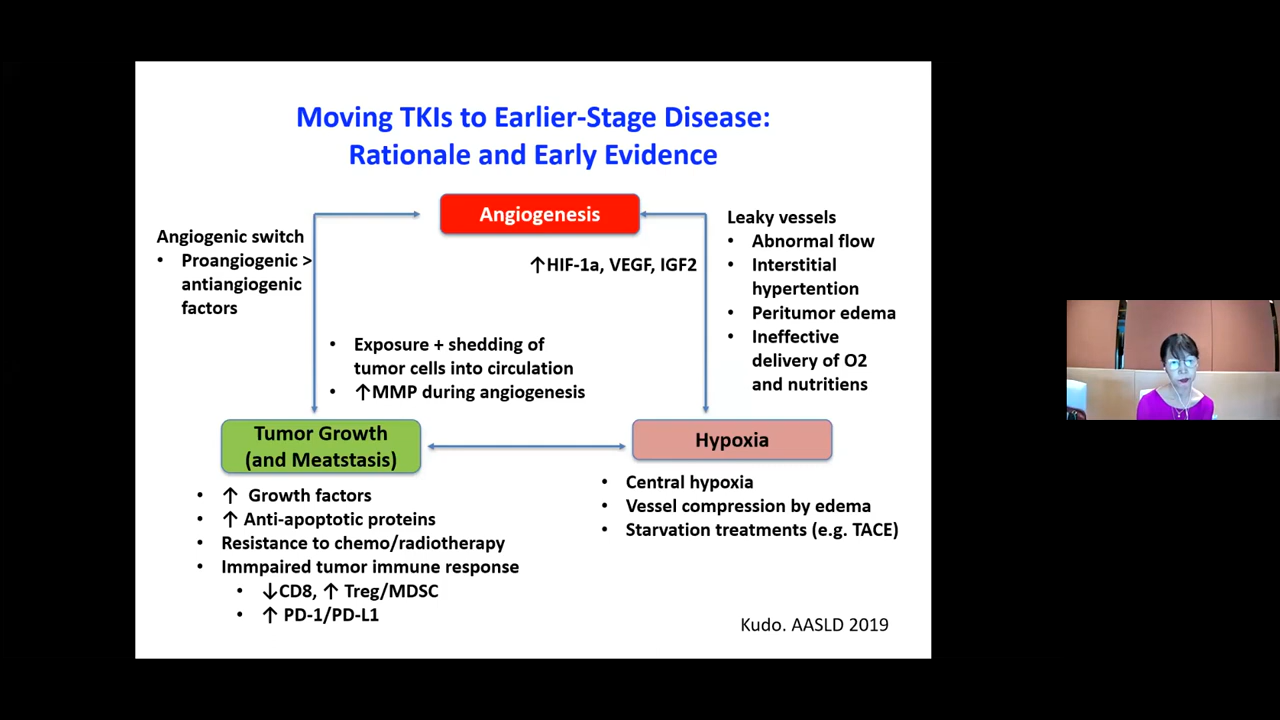 Moving TKIs to Earlier-Stage Disease:
Rationale and Early Evidence
Angiogenesis
Angiogenic switch
• Proangiogenic >
antiangiogenic
factors
↑HIF-1a, VEGF, IGF2
Leaky vessels
• Abnormal flow
• Interstitial
hypertention
• Peritumor edema
• Ineffective
delivery of O2
and nutritiens
• Exposure + shedding of
tumor cells into circulation
• ↑MMP during angiogenesis
Tumor Growth
(and Meatstasis)
Hypoxia
• ↑ Growth factors
• ↑ Anti-apoptotic proteins
• Resistance to chemo/radiotherapy
• Immpaired tumor immune response
• ↓CD8, ↑ Treg/MDSC
• ↑ PD-1/PD-L1
• Central hypoxia
• Vessel compression by edema
• Starvation treatments (e.g. TACE)
Kudo. AASLD 2019